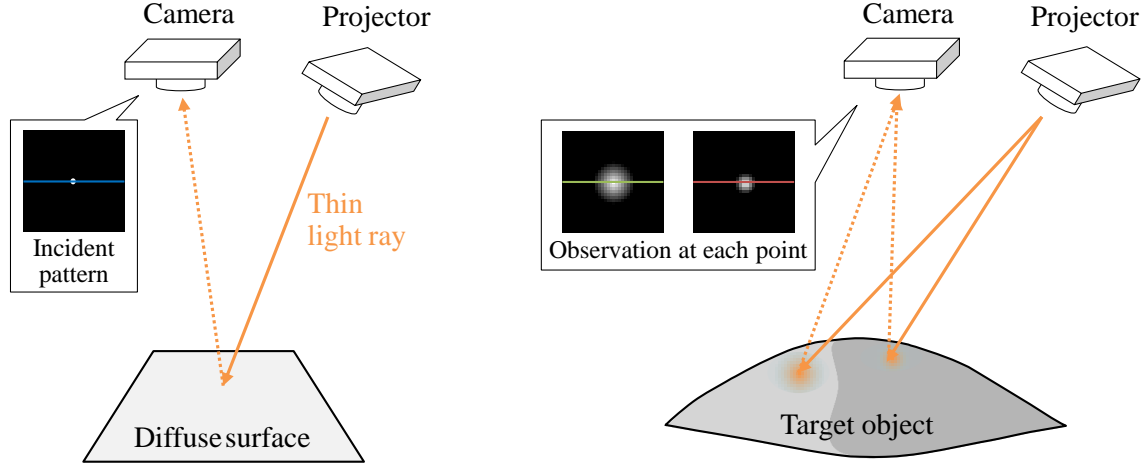 Camera
Projector
Incident
pattern
Thin
light ray
Diffuse surface
Camera
Projector
Observation at each point
Target object